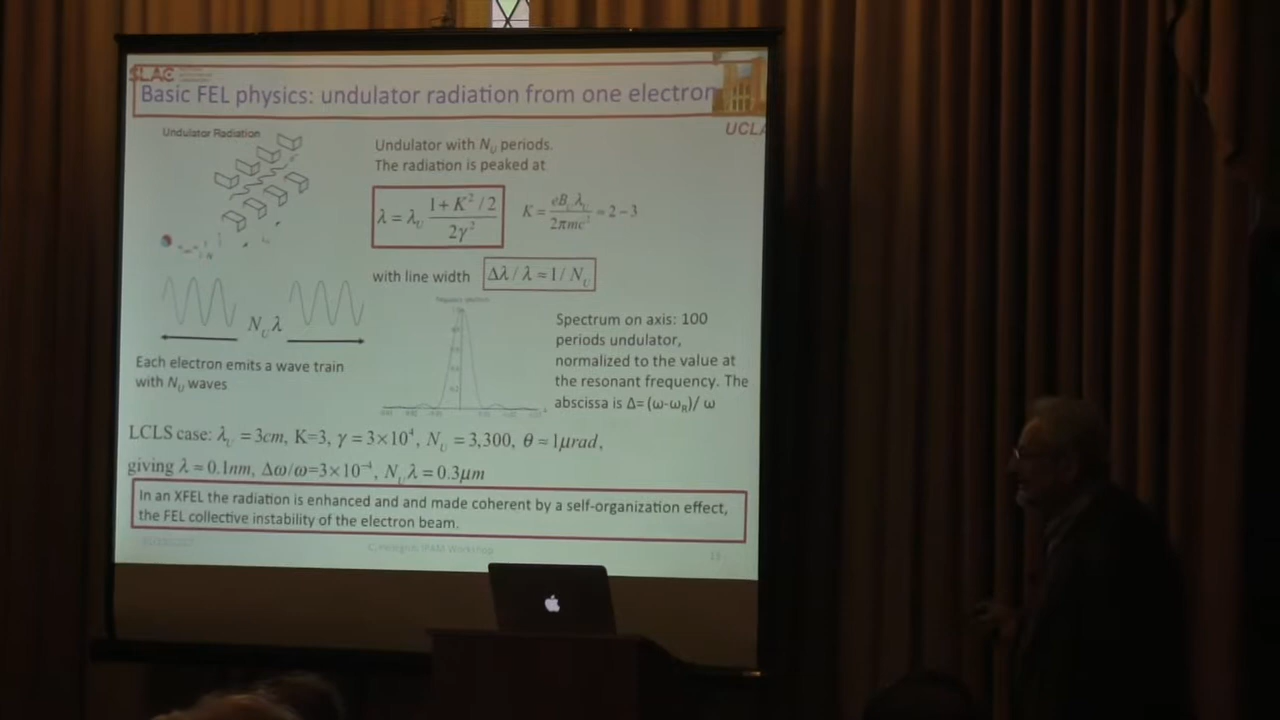 SLAC
Basic FEL physics: undulator radiation from one electron
UCLA
Undulator Radiation
Undulator with N_U periods.
The radiation is peaked at
λ = λ_U (1 + K² / 2) / (2γ²)
K = eB_U λ_U / (2πmc²) ≈ 2 – 3
with line width Δλ / λ ≈ 1 / N_U
N_U λ
Each electron emits a wave train
with N_U waves
Spectrum on axis: 100
periods undulator,
normalized to the value at
the resonant frequency. The
abscissa is Δ=(ω-ω_R)/ ω
LCLS case: λ_U = 3cm, K=3, γ = 3×10⁴, N_U = 3,300, θ ≈ 1μrad,
giving λ ≈ 0.1nm, Δω/ω=3×10⁻⁴, N_U λ = 0.3μm
In an XFEL the radiation is enhanced and and made coherent by a self-organization effect,
the FEL collective instability of the electron beam.
IPAM Workshop